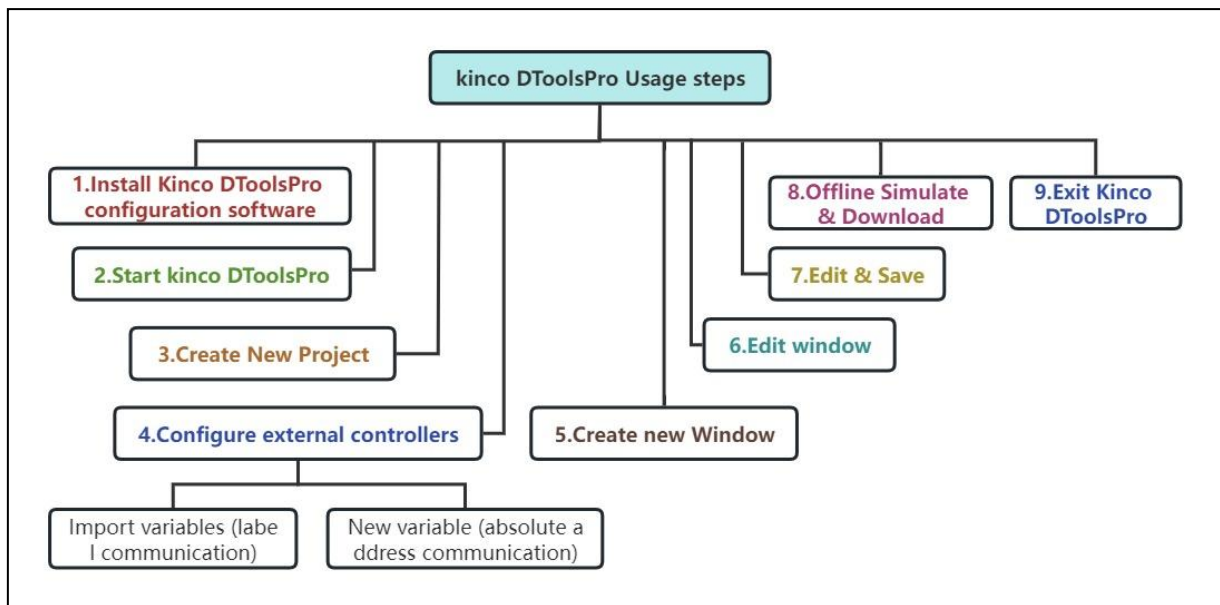 kinco DToolsPro Usage steps
1.Install Kinco DToolsPro
configuration software
2.Start kinco DToolsPro
3.Create New Project
4.Configure external controllers
Import variables (labe
l communication)
New variable (absolute a
ddress communication)
5.Create new Window
6.Edit window
7.Edit & Save
8.Offline Simulate
& Download
9.Exit Kinco
DToolsPro